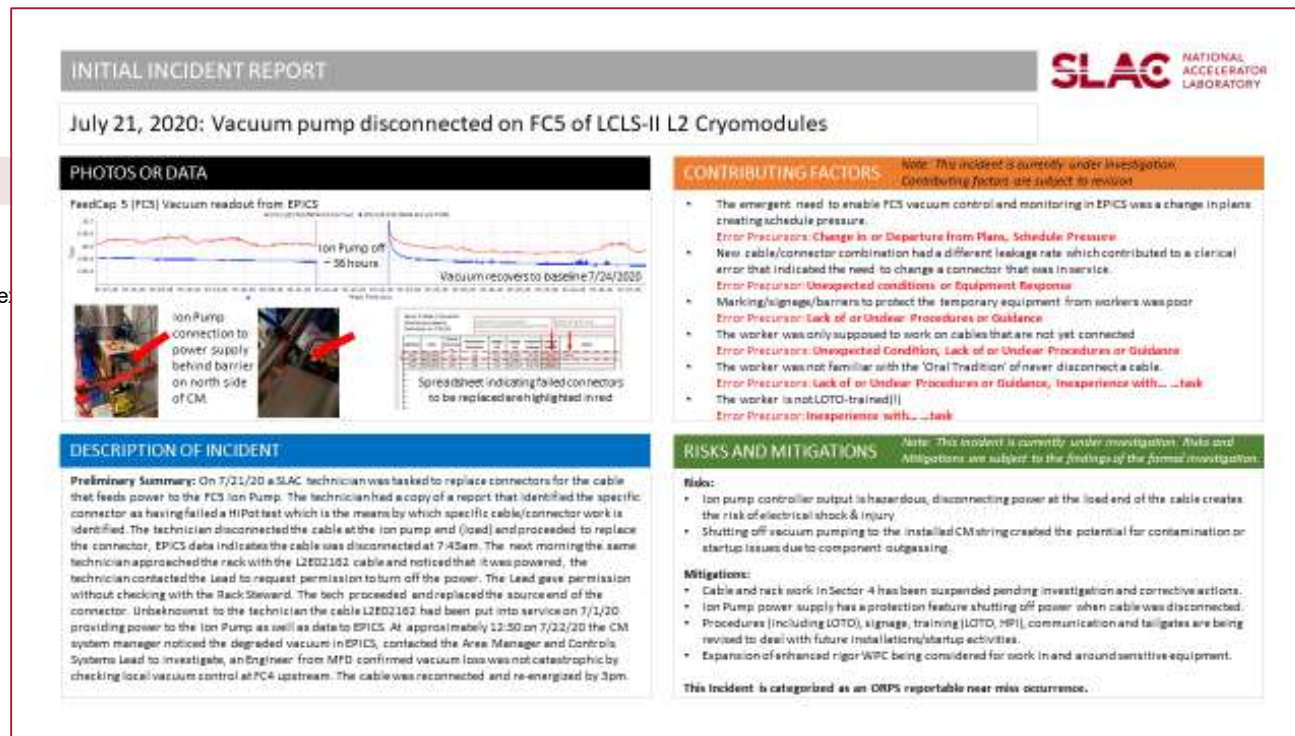 INITIAL INCIDENT REPORT
SLAC NATIONAL
ACCELERATOR
LABORATORY
July 21, 2020: Vacuum pump disconnected on FC5 of LCLS-II L2 Cryomodules
PHOTOS OR DATA
FeedCap 5 (FC5) Vacuum readout from EPICS
Ion Pump off
~ 36 hours
Vacuum recovers to baseline 7/24/2020
Ion Pump
connection to
power supply
behind barrier
on north side
of CM.
Spreadsheet indicating failed connectors
to be replaced are highlighted in red
CONTRIBUTING FACTORS
Note: This incident is currently under investigation.
Contributing factors are subject to revision
• The emergent need to enable FC5 vacuum control and monitoring in EPICS was a change in plans
creating schedule pressure.
Error Precursors: Change in or Departure from Plans, Schedule Pressure
• New cable/connector combination had a different leakage rate which contributed to a clerical
error that indicated the need to change a connector that was in service.
Error Precursors: Unexpected conditions or Equipment Response
• Marking/signage/barriers to protect the temporary equipment from workers was poor
Error Precursors: Lack of or Unclear Procedures or Guidance
• The worker was only supposed to work on cables that are not yet connected
Error Precursors: Unexpected Condition, Lack of or Unclear Procedures or Guidance
• The worker was not familiar with the 'Oral Tradition' of never disconnect a cable.
Error Precursors: Lack of or Unclear Procedures or Guidance, Inexperience with... ...task
• The worker is not LOTO-trained(!)
Error Precursor: Inexperience with... ...task
DESCRIPTION OF INCIDENT
Preliminary Summary: On 7/21/20 a SLAC technician was tasked to replace connectors for the cable
that feeds power to the FC5 Ion Pump. The technician had a copy of a report that identified the specific
connector as having failed a HiPot test which is the means by which specific cable/connector work is
identified. The technician disconnected the cable at the ion pump end (load) and proceeded to replace
the connector, EPICS data indicates the cable was disconnected at 7:43am. The next morning the same
technician approached the rack with the L2E02162 cable and noticed that it was powered, the
technician contacted the Lead to request permission to turn off the power. The Lead gave permission
without checking with the Rack Steward. The tech proceeded and replaced the source end of the
connector. Unbeknownst to the technician the cable L2E02162 had been put into service on 7/1/20
providing power to the Ion Pump as well as data to EPICS. At approximately 12:30 on 7/22/20 the CM
system manager noticed the degraded vacuum in EPICS, contacted the Area Manager and Controls
Systems Lead to investigate, an Engineer from MFD confirmed vacuum loss was not catastrophic by
checking local vacuum control at FC4 upstream. The cable was reconnected and re-energized by 3pm.
RISKS AND MITIGATIONS
Note: This incident is currently under investigation. Risks and
Mitigations are subject to the findings of the formal investigation.
Risks:
• Ion pump controller output is hazardous, disconnecting power at the load end of the cable creates
the risk of electrical shock & injury
• Shutting off vacuum pumping to the installed CM string created the potential for contamination or
startup issues due to component outgassing.
Mitigations:
• Cable and rack work in Sector 4 has been suspended pending investigation and corrective actions.
• Ion Pump power supply has a protection feature shutting off power when cable was disconnected.
• Procedures (including LOTO), signage, training (LOTO, HPI), communication and tailgates are being
revised to deal with future installations/startup activities.
• Expansion of enhanced rigor WPC being considered for work in and around sensitive equipment.
This Incident is categorized as an ORPS reportable near miss occurrence.